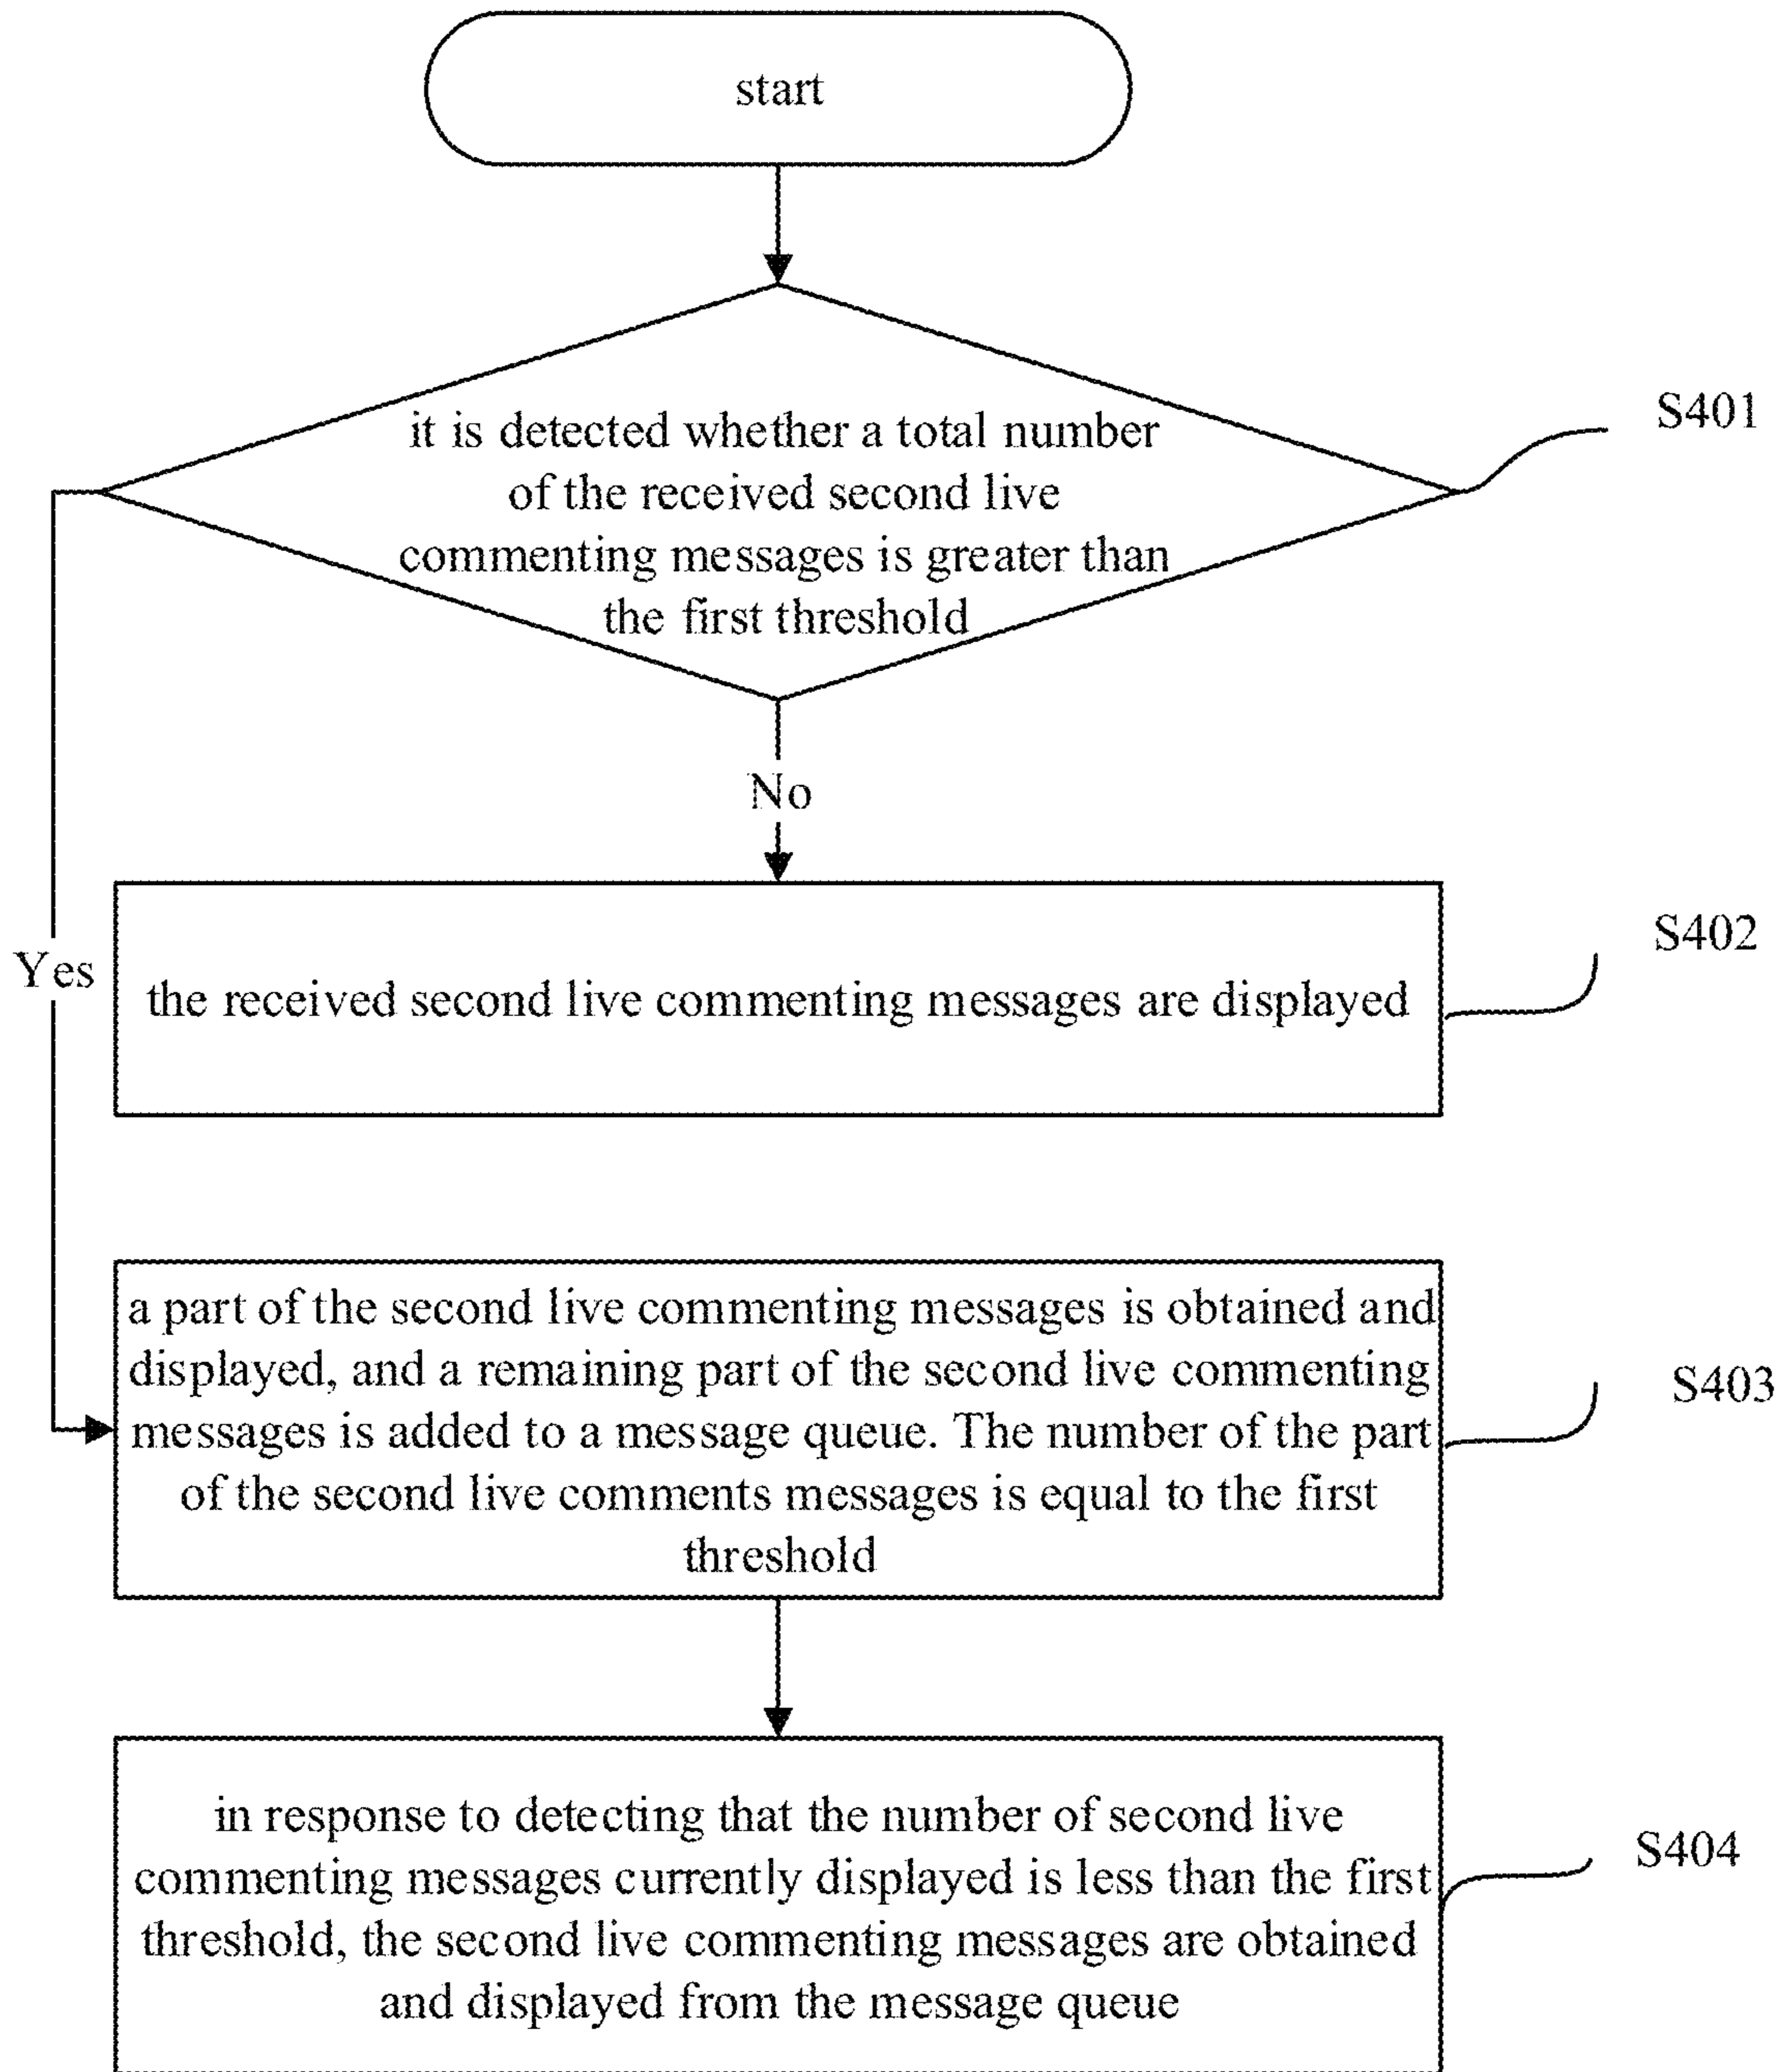 start
it is detected whether a total number
of the received second live
commenting messages is greater than
the first threshold
S401
No
Yes
the received second live commenting messages are displayed
S402
a part of the second live commenting messages is obtained and
displayed, and a remaining part of the second live commenting
messages is added to a message queue. The number of the part
of the second live comments messages is equal to the first
threshold
S403
in response to detecting that the number of second live
commenting messages currently displayed is less than the first
threshold, the second live commenting messages are obtained
and displayed from the message queue
S404